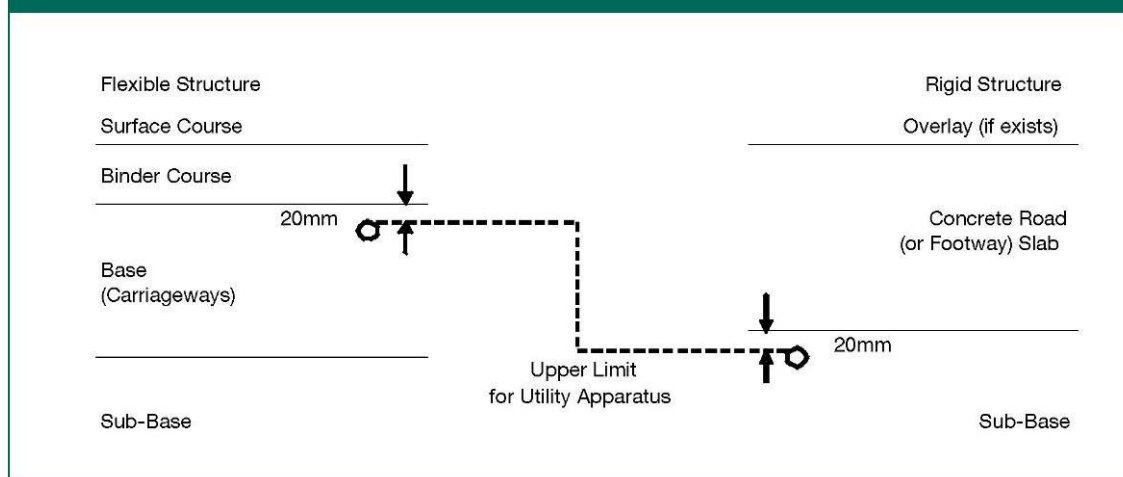 Flexible Structure
Rigid Structure
Surface Course
Overlay (if exists)
Binder Course
20mm
Concrete Road
(or Footway) Slab
Base
(Carriageways)
20mm
Upper Limit
for Utility Apparatus
Sub-Base
Sub-Base